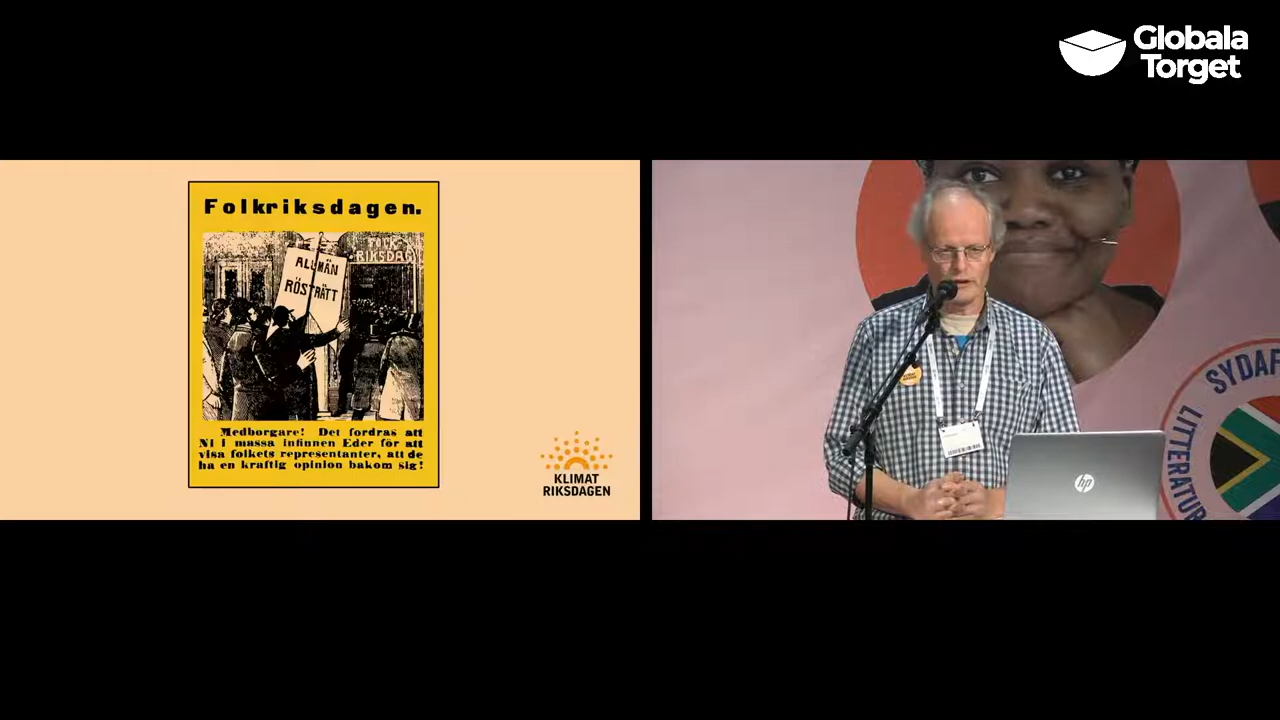 Globala
Torget
Folkriksdagen.
FOLK-
RIKSDAG
ALLMÄN
RÖSTRÄTT
Medborgare! Det fordras att
Ni i massa infinnen Eder för att
visa folkets representanter, att de
ha en kraftig opinion bakom sig!
KLIMAT
RIKSDAGEN
hp
SYDAF
LITTERATUR